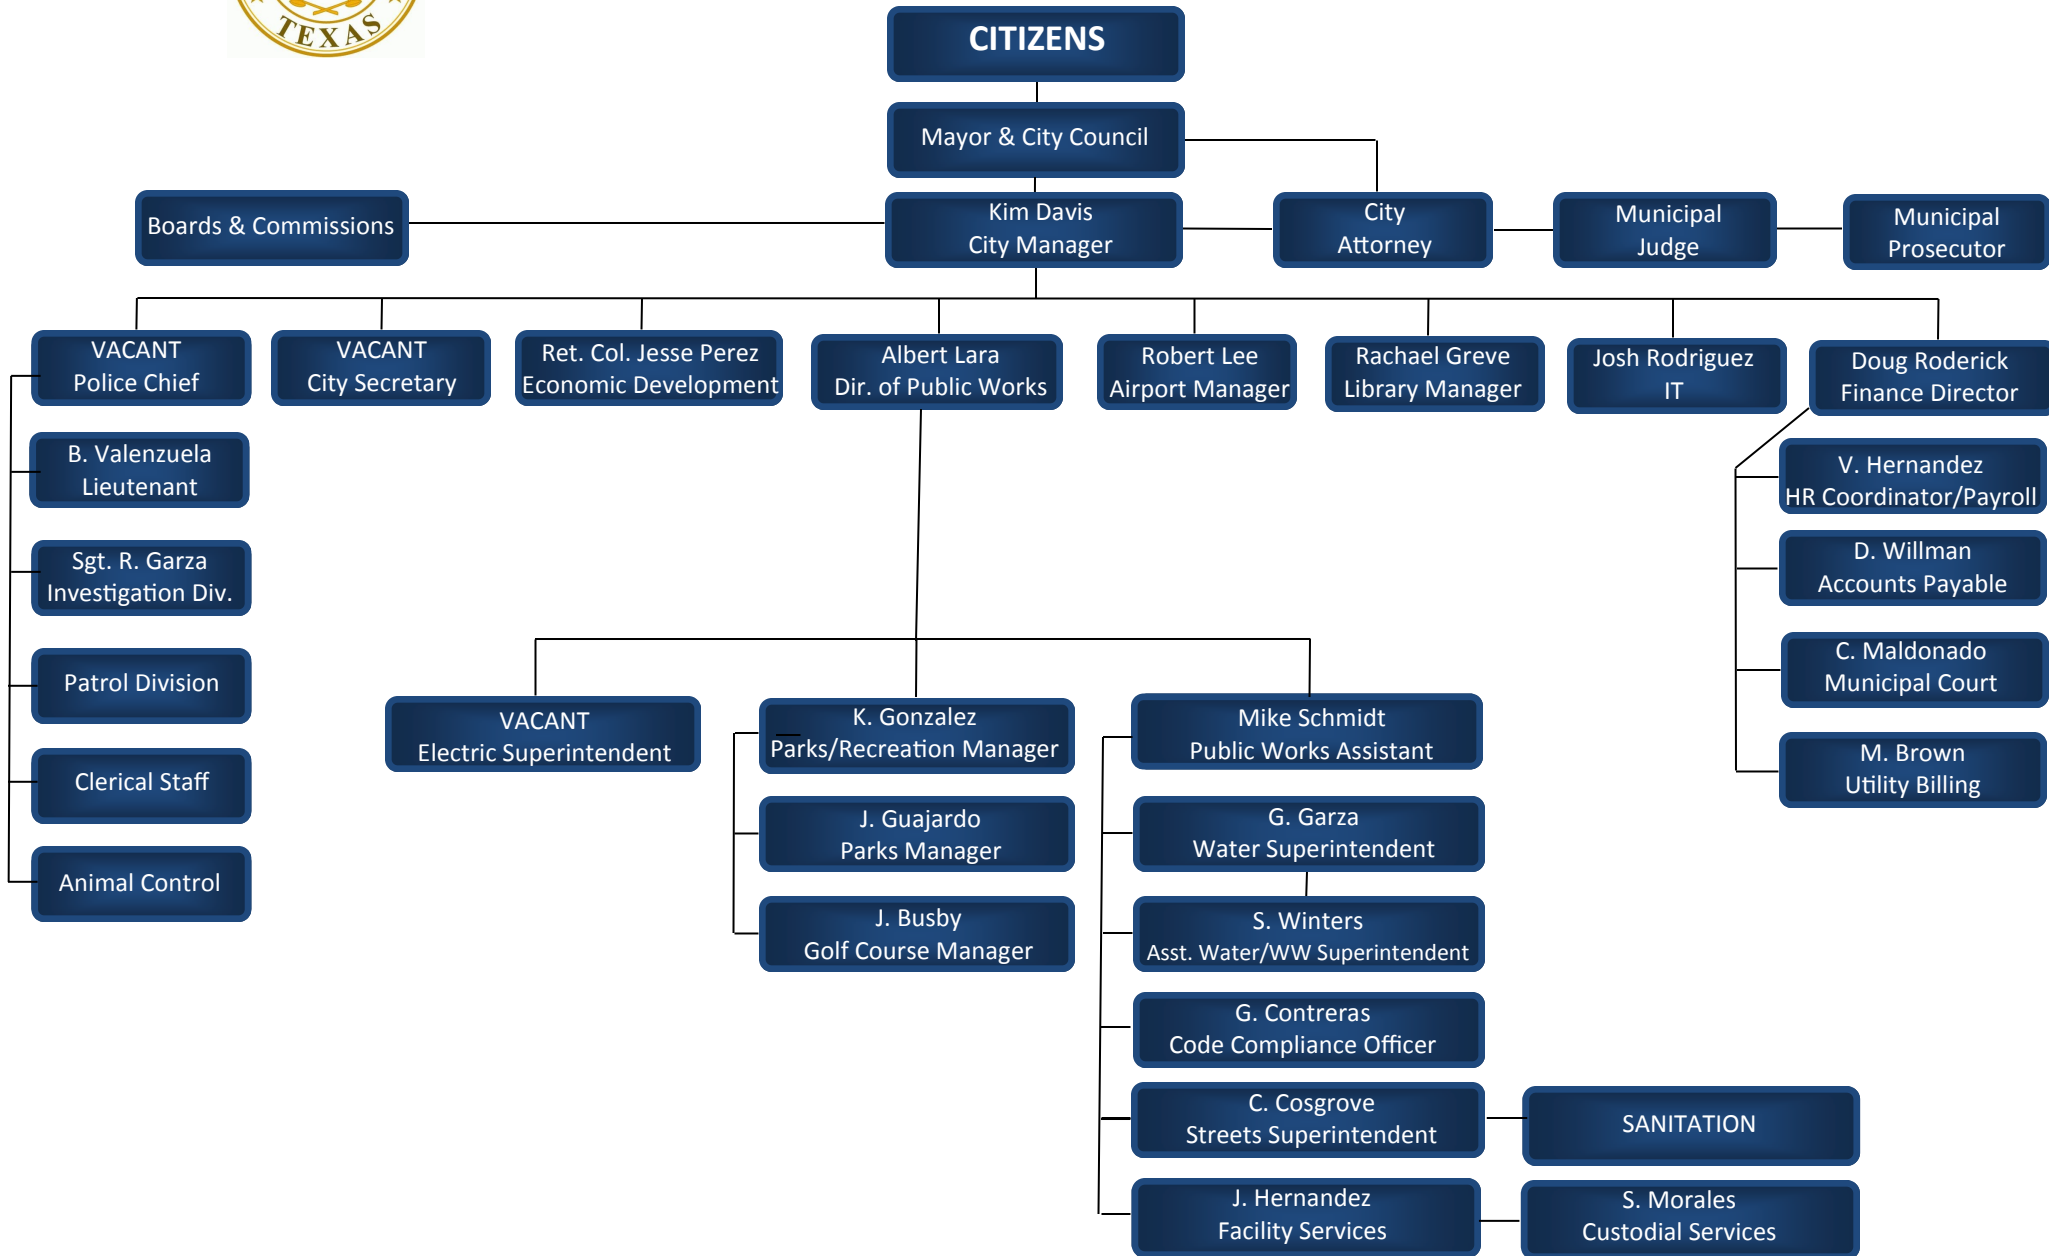 TEXAS
CITIZENS
Mayor & City Council
Boards & Commissions
Kim Davis
City Manager
City
Attorney
Municipal
Judge
Municipal
Prosecutor
VACANT
Police Chief
VACANT
City Secretary
Ret. Col. Jesse Perez
Economic Development
Albert Lara
Dir. of Public Works
Robert Lee
Airport Manager
Rachael Greve
Library Manager
Josh Rodriguez
IT
Doug Roderick
Finance Director
B. Valenzuela
Lieutenant
Sgt. R. Garza
Investigation Div.
Patrol Division
Clerical Staff
Animal Control
VACANT
Electric Superintendent
K. Gonzalez
Parks/Recreation Manager
J. Guajardo
Parks Manager
J. Busby
Golf Course Manager
Mike Schmidt
Public Works Assistant
G. Garza
Water Superintendent
S. Winters
Asst. Water/WW Superintendent
G. Contreras
Code Compliance Officer
C. Cosgrove
Streets Superintendent
SANITATION
J. Hernandez
Facility Services
S. Morales
Custodial Services
V. Hernandez
HR Coordinator/Payroll
D. Willman
Accounts Payable
C. Maldonado
Municipal Court
M. Brown
Utility Billing